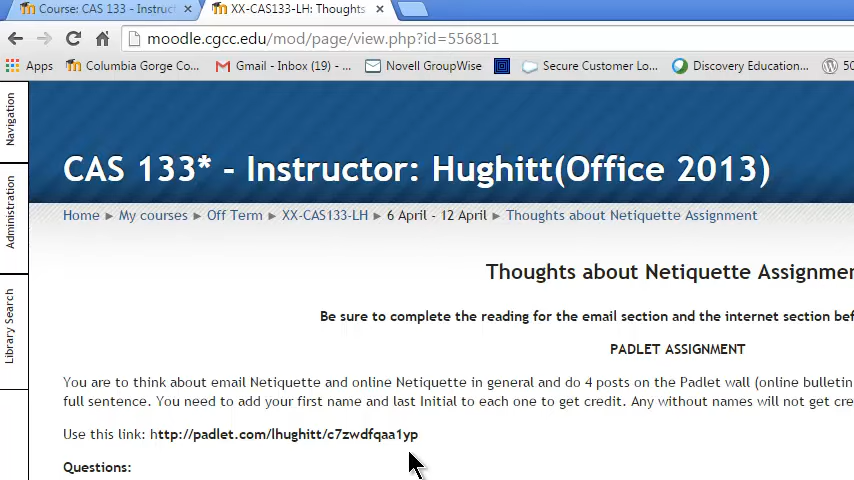 Course: CAS 133 - Instruct × XX-CAS133-LH: Thoughts ×
moodle.cgcc.edu/mod/page/view.php?id=556811
Apps Columbia Gorge Co... Gmail - Inbox (19) - ... Novell GroupWise Secure Customer Lo... Discovery Education... 50
Navigation
Administration
Library Search
CAS 133* - Instructor: Hughitt(Office 2013)
Home ► My courses ► Off Term ► XX-CAS133-LH ► 6 April - 12 April ► Thoughts about Netiquette Assignment
Thoughts about Netiquette Assignmer
Be sure to complete the reading for the email section and the internet section bef
PADLET ASSIGNMENT
You are to think about email Netiquette and online Netiquette in general and do 4 posts on the Padlet wall (online bulletin
full sentence. You need to add your first name and last Initial to each one to get credit. Any without names will not get cre
Use this link: http://padlet.com/lhughitt/c7zwdfqaa1yp
Questions: